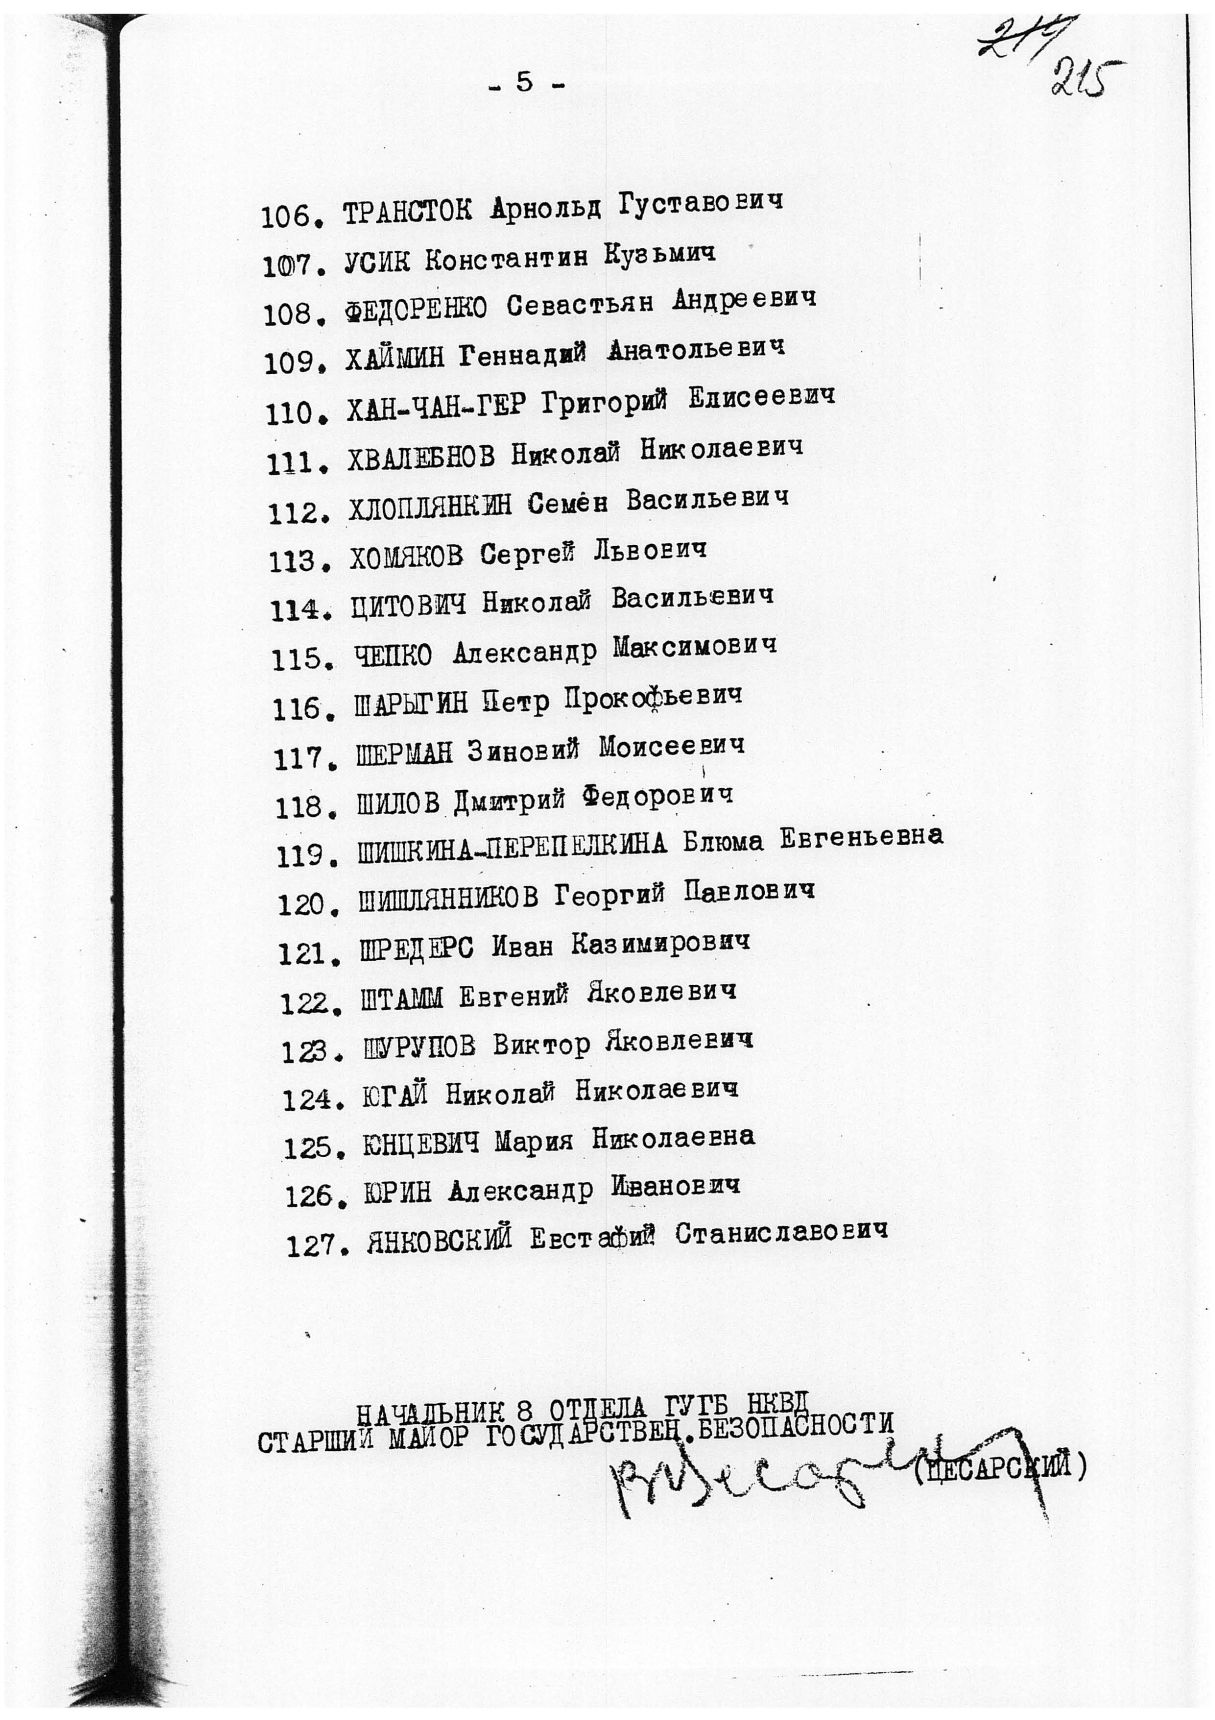 215
- 5 -
106. ТРАНСТОК Арнольд Густавович
107. УСИК Константин Кузьмич
108. ФЕДОРЕНКО Севастьян Андреевич
109. ХАЙМИН Геннадий Анатольевич
110. ХАН-ЧАН-ГЕР Григорий Елисеевич
111. ХВАЛЕБНОВ Николай Николаевич
112. ХЛОПЛЯНКИН Семён Васильевич
113. ХОМЯКОВ Сергей Львович
114. ЦИТОВИЧ Николай Васильевич
115. ЧЕПКО Александр Максимович
116. ШАРЫГИН Петр Прокофьевич
117. ШЕРМАН Зиновий Моисеевич
118. ШИЛОВ Дмитрий Федорович
119. ШИШКИНА-ПЕРЕПЕЛКИНА Блюма Евгеньевна
120. ШИШЛЯННИКОВ Георгий Павлович
121. ШРЕДЕРС Иван Казимирович
122. ШТАММ Евгений Яковлевич
123. ШУРУПОВ Виктор Яковлевич
124. ЮГАЙ Николай Николаевич
125. ЮНЦЕВИЧ Мария Николаевна
126. ЮРИН Александр Иванович
127. ЯНКОВСКИЙ Евстафий Станиславович
НАЧАЛЬНИК 8 ОТДЕЛА ГУГБ НКВД
СТАРШИЙ МАЙОР ГОСУДАРСТВЕН.БЕЗОПАСНОСТИ
(ЦЕСАРСКИЙ)